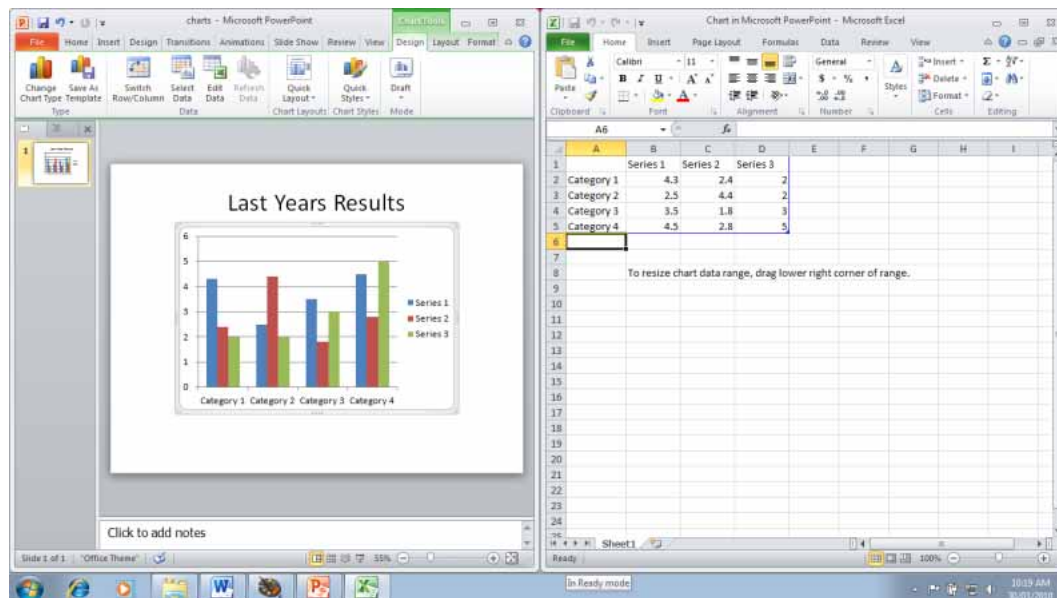 charts - Microsoft PowerPoint
Chart Tools
File Home Insert Design Transitions Animations Slide Show Review View Design Layout Format
Change Chart Type
Save As Template
Switch Row/Column
Select Data
Edit Data
Refresh Data
Quick Layout
Quick Styles
Draft
Type
Data
Chart Layouts
Chart Styles
Mode
1
Last Years Results
6
5
4
3
2
1
0
Category 1 Category 2 Category 3 Category 4
Series 1
Series 2
Series 3
Click to add notes
Slide 1 of 1 "Office Theme" 55%
Chart in Microsoft PowerPoint - Microsoft Excel
File Home Insert Page Layout Formulas Data Review View
Paste
Calibri 11
B I U
General
$ % ,
Styles
Insert
Delete
Format
Clipboard Font Alignment Number Cells Editing
A6 fx
A B C D E F G H I
1 Series 1 Series 2 Series 3
2 Category 1 4.3 2.4 2
3 Category 2 2.5 4.4 2
4 Category 3 3.5 1.8 3
5 Category 4 4.5 2.8 5
6
7
8 To resize chart data range, drag lower right corner of range.
9
10
11
12
13
14
15
16
17
18
19
20
21
22
23
24
25
Sheet1
Ready 100%
In Ready mode
10:19 AM